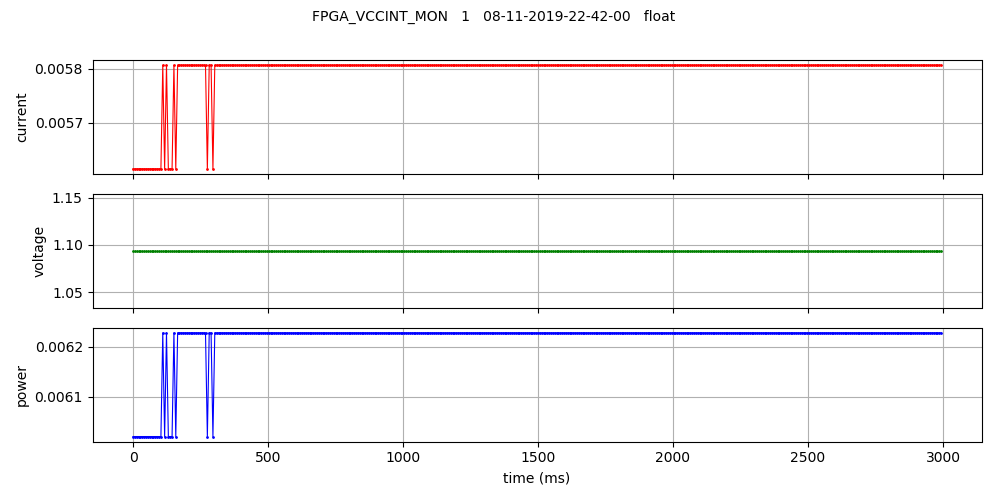 FPGA_VCCINT_MON   1   08-11-2019-22-42-00   float
0.0058
0.0057
current
1.15
1.10
1.05
voltage
0.0062
0.0061
power
0 500 1000 1500 2000 2500 3000
time (ms)